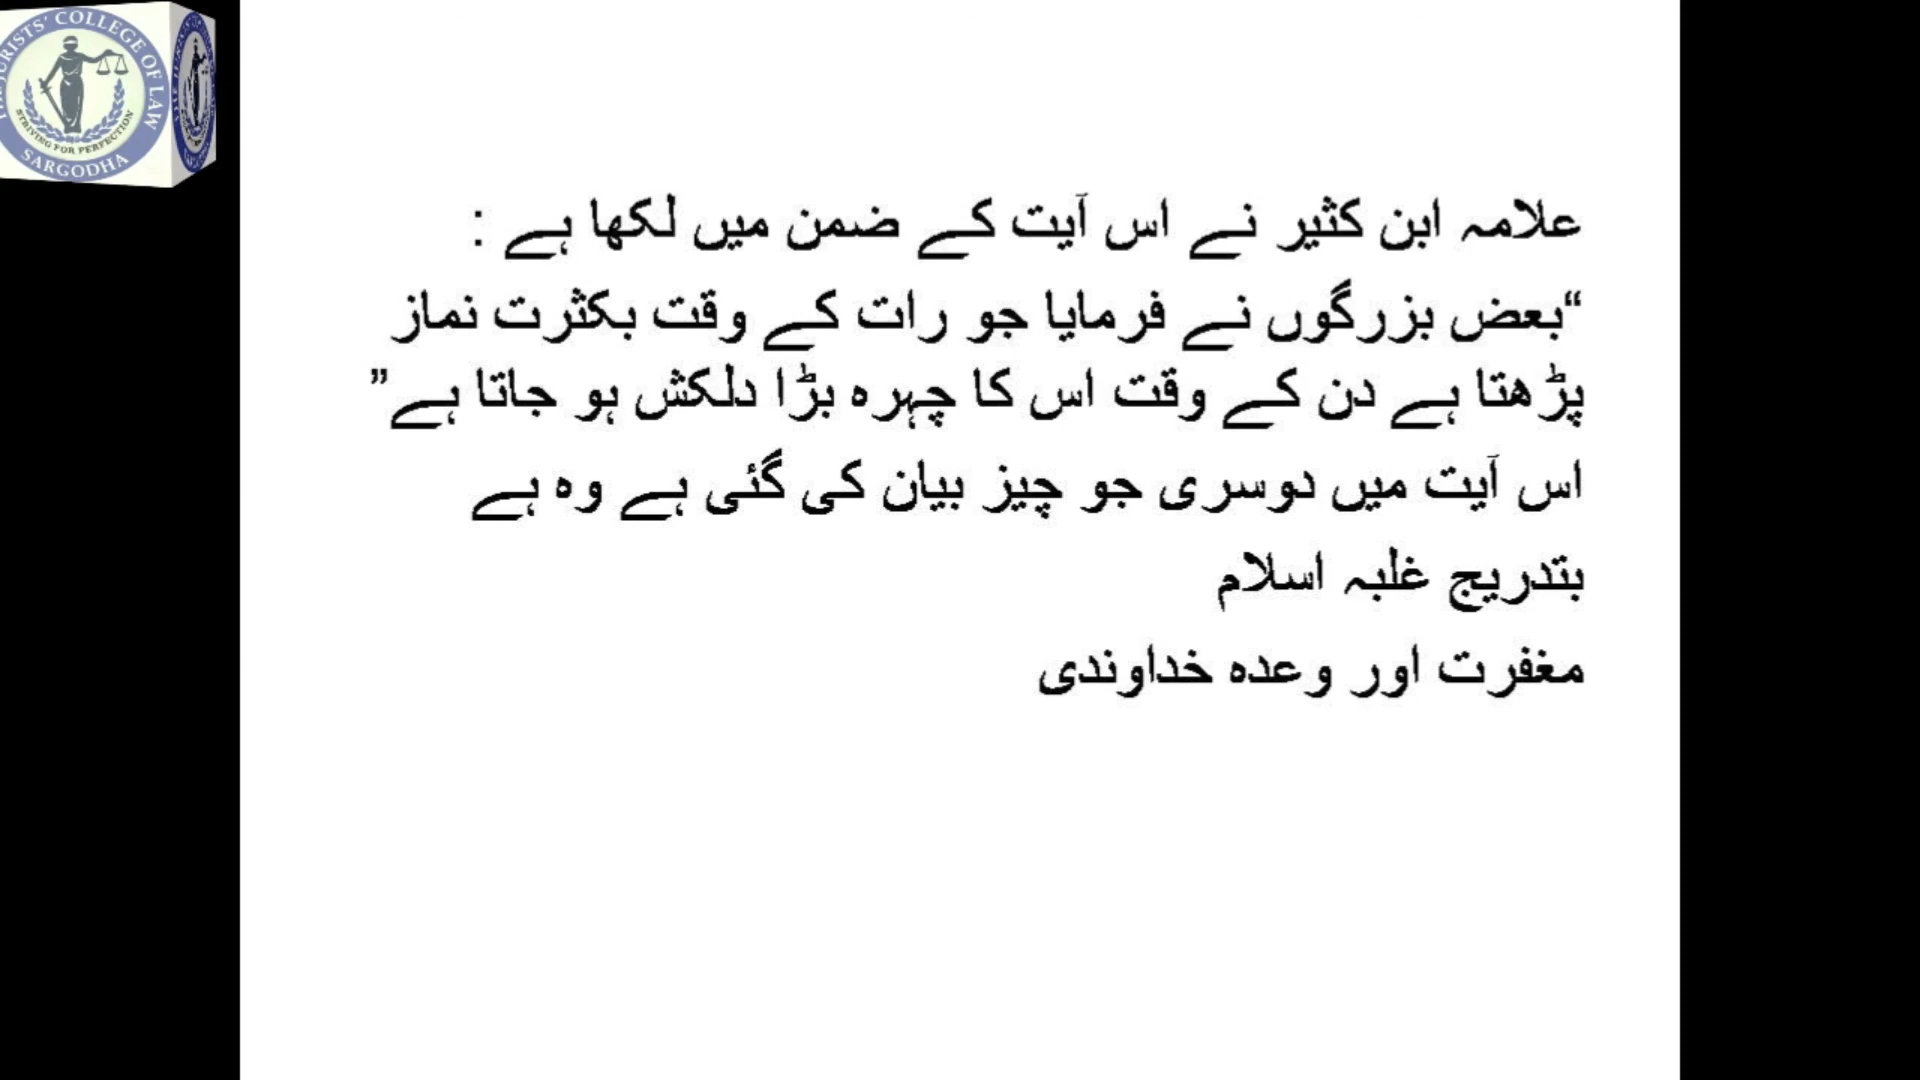 THE JURISTS' COLLEGE OF LAW
STRIVING FOR PERFECTION
SARGODHA
علامہ ابن کثیر نے اس آیت کے ضمن میں لکھا ہے :
“بعض بزرگوں نے فرمایا جو رات کے وقت بکثرت نماز
پڑھتا ہے دن کے وقت اس کا چہرہ بڑا دلکش ہو جاتا ہے”
اس آیت میں دوسری جو چیز بیان کی گئی ہے وہ ہے
بتدریج غلبہ اسلام
مغفرت اور وعدہ خداوندی